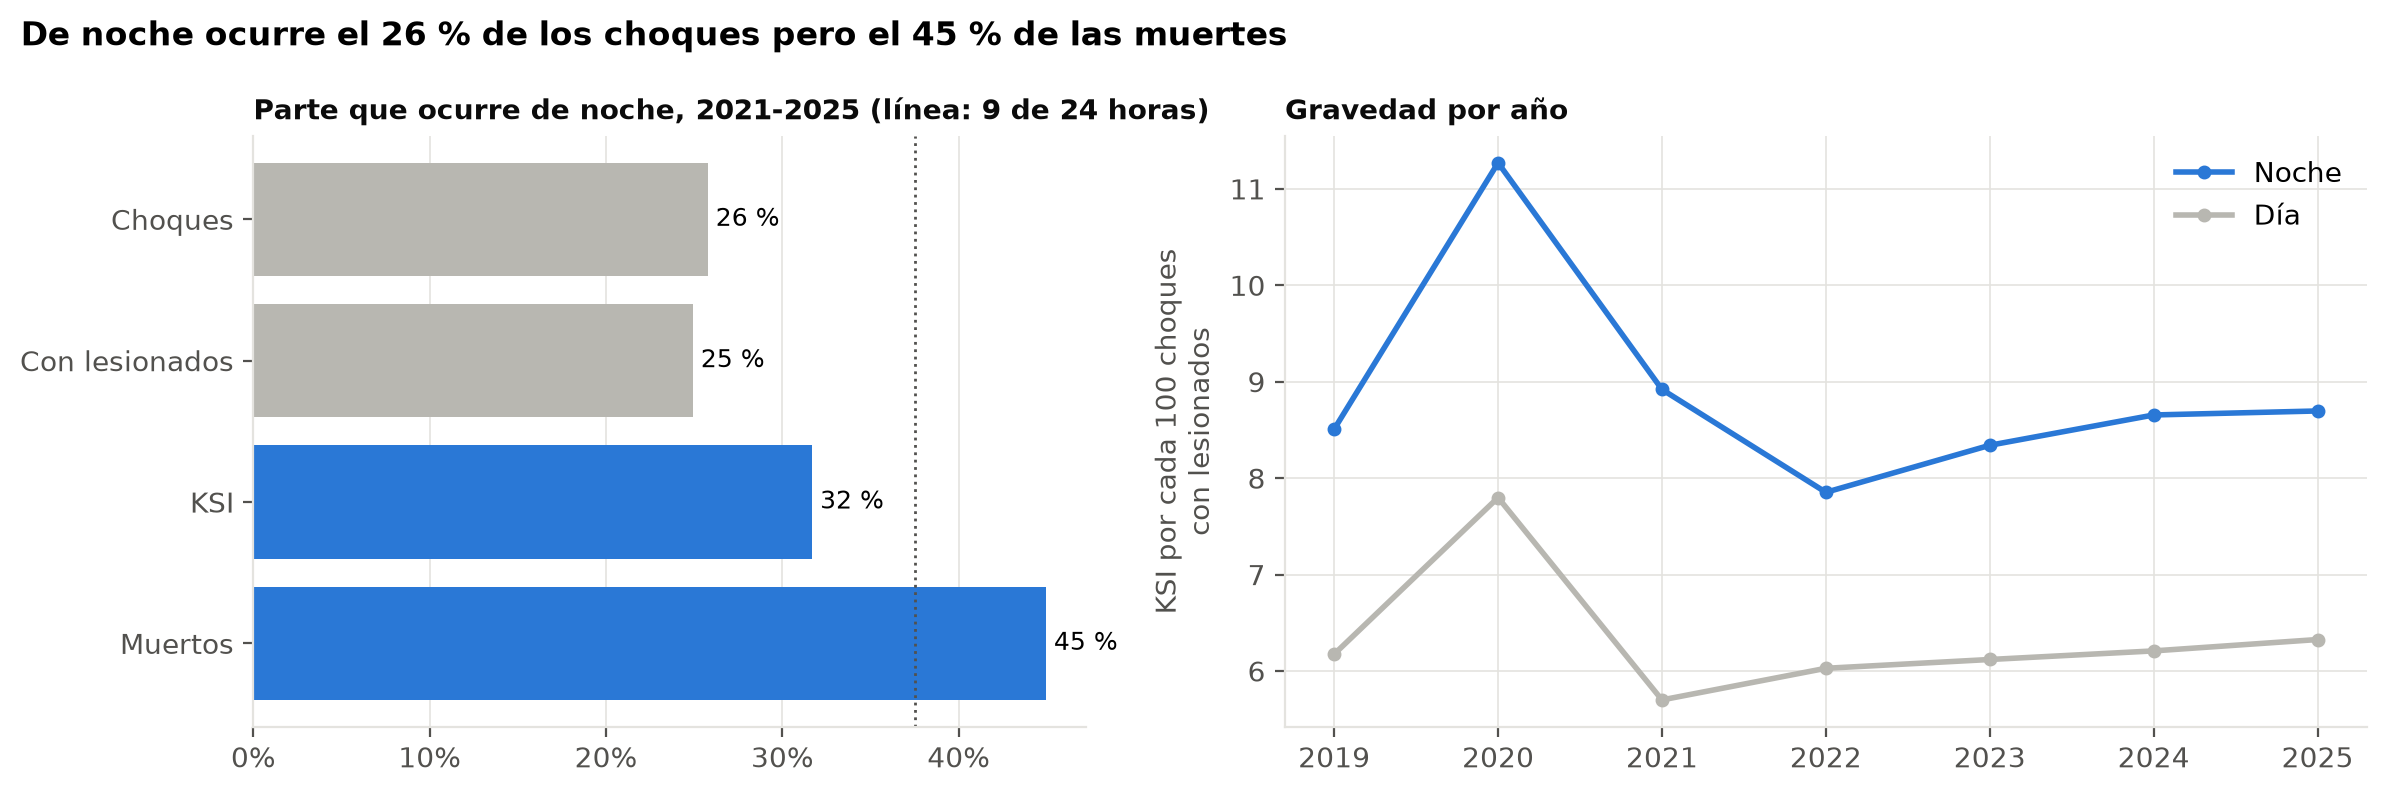 De noche ocurre el 26 % de los choques pero el 45 % de las muertes
Parte que ocurre de noche, 2021-2025 (línea: 9 de 24 horas)
Choques
26 %
Con lesionados
25 %
KSI
32 %
Muertos
45 %
0%
10%
20%
30%
40%
Gravedad por año
KSI por cada 100 choques
con lesionados
11
10
9
8
7
6
Noche
Día
2019
2020
2021
2022
2023
2024
2025